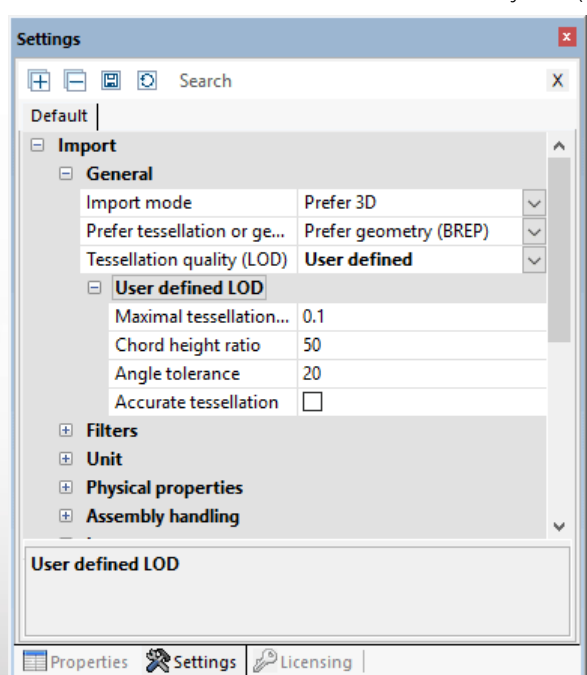 Settings
Search X
Default
Import
General
Import mode Prefer 3D
Prefer tessellation or ge... Prefer geometry (BREP)
Tessellation quality (LOD) User defined
User defined LOD
Maximal tessellation... 0.1
Chord height ratio 50
Angle tolerance 20
Accurate tessellation
Filters
Unit
Physical properties
Assembly handling
User defined LOD
Properties Settings Licensing